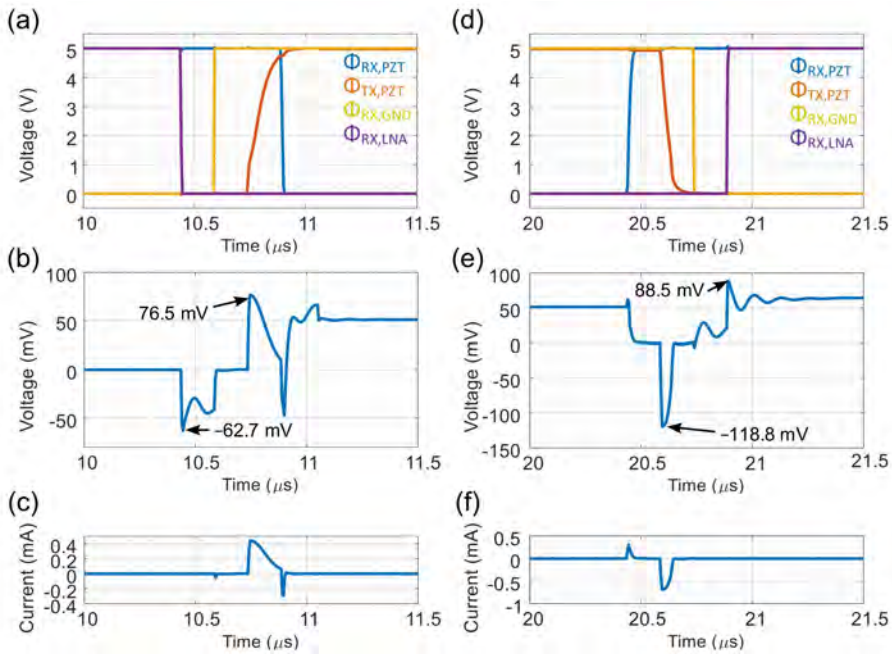 (a)
Voltage (V)
5
4
3
2
1
0
ΦRX,PZT
ΦTX,PZT
ΦRX,GND
ΦRX,LNA
10 10.5 11 11.5
Time (μs)
(d)
Voltage (V)
5
4
3
2
1
0
ΦRX,PZT
ΦTX,PZT
ΦRX,GND
ΦRX,LNA
20 20.5 21 21.5
Time (μs)
(b)
Voltage (mV)
100
50
0
-50
76.5 mV
–62.7 mV
10 10.5 11 11.5
Time (μs)
(e)
Voltage (mV)
100
50
0
-50
-100
-150
88.5 mV
–118.8 mV
20 20.5 21 21.5
Time (μs)
(c)
Current (mA)
0.4
0.2
0
-0.2
-0.4
10 10.5 11 11.5
Time (μs)
(f)
Current (mA)
0.5
0
-0.5
-1
20 20.5 21 21.5
Time (μs)